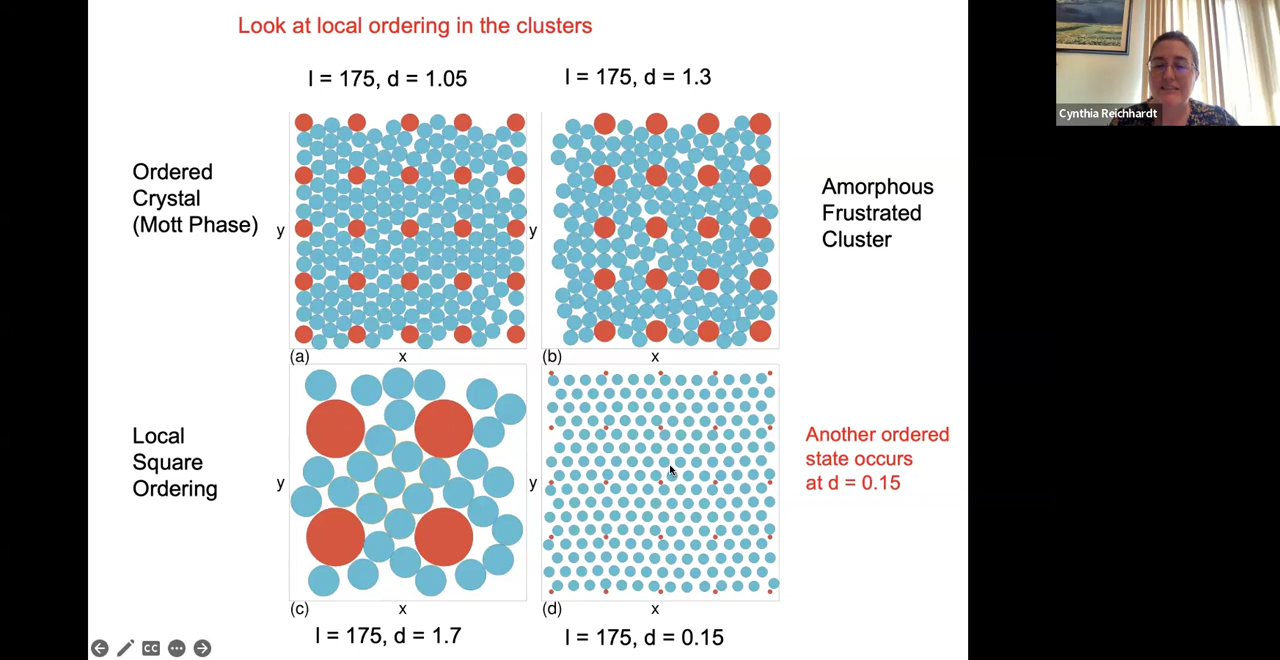 Look at local ordering in the clusters
l = 175, d = 1.05
l = 175, d = 1.3
Ordered
Crystal
(Mott Phase)
y
y
Amorphous
Frustrated
Cluster
(a)
x
(b)
x
Local
Square
Ordering
y
y
Another ordered
state occurs
at d = 0.15
(c)
x
(d)
x
l = 175, d = 1.7
l = 175, d = 0.15
CC
Cynthia Reichhardt